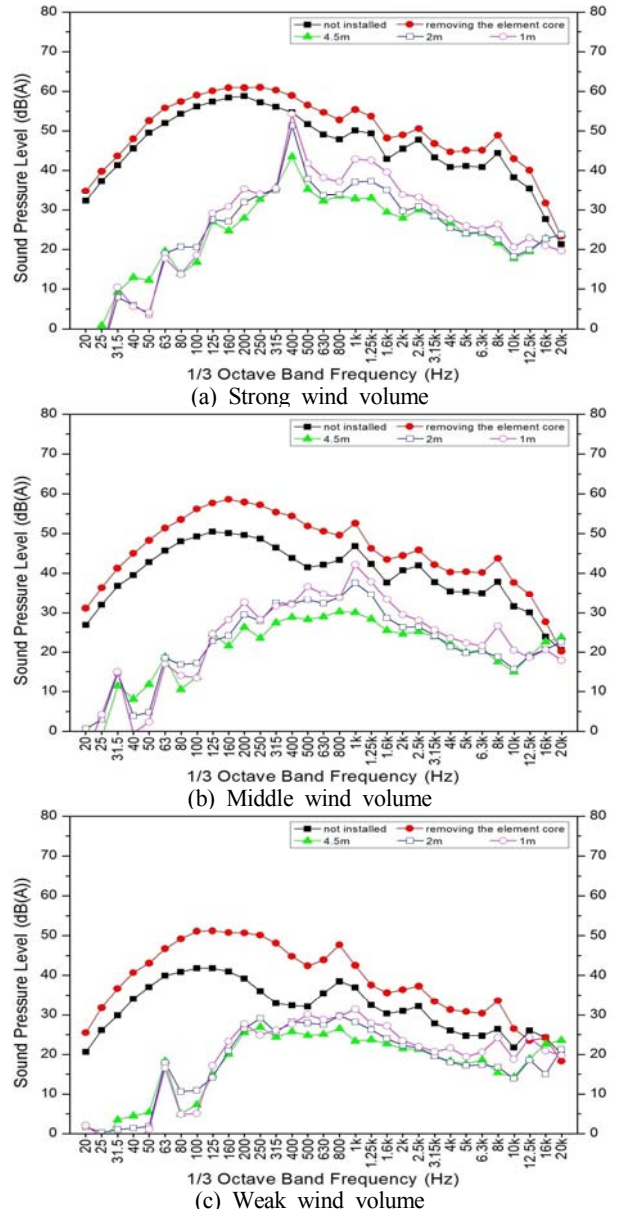 80 80
not installed removing the element core
4.5m 2m 1m
70 70
60 60
50 50
40 40
30 30
20 20
10 10
0 0
Sound Pressure Level (dB(A))
20 25 31.5 40 50 63 80 100 125 160 200 250 315 400 500 630 800 1k 1.25k 1.6k 2k 2.5k 3.15k 4k 5k 6.3k 8k 10k 12.5k 16k 20k
1/3 Octave Band Frequency (Hz)
(a) Strong wind volume
80 80
not installed removing the element core
4.5m 2m 1m
70 70
60 60
50 50
40 40
30 30
20 20
10 10
0 0
Sound Pressure Level (dB(A))
20 25 31.5 40 50 63 80 100 125 160 200 250 315 400 500 630 800 1k 1.25k 1.6k 2k 2.5k 3.15k 4k 5k 6.3k 8k 10k 12.5k 16k 20k
1/3 Octave Band Frequency (Hz)
(b) Middle wind volume
80 80
not installed removing the element core
4.5m 2m 1m
70 70
60 60
50 50
40 40
30 30
20 20
10 10
0 0
Sound Pressure Level (dB(A))
20 25 31.5 40 50 63 80 100 125 160 200 250 315 400 500 630 800 1k 1.25k 1.6k 2k 2.5k 3.15k 4k 5k 6.3k 8k 10k 12.5k 16k 20k
1/3 Octave Band Frequency (Hz)
(c) Weak wind volume